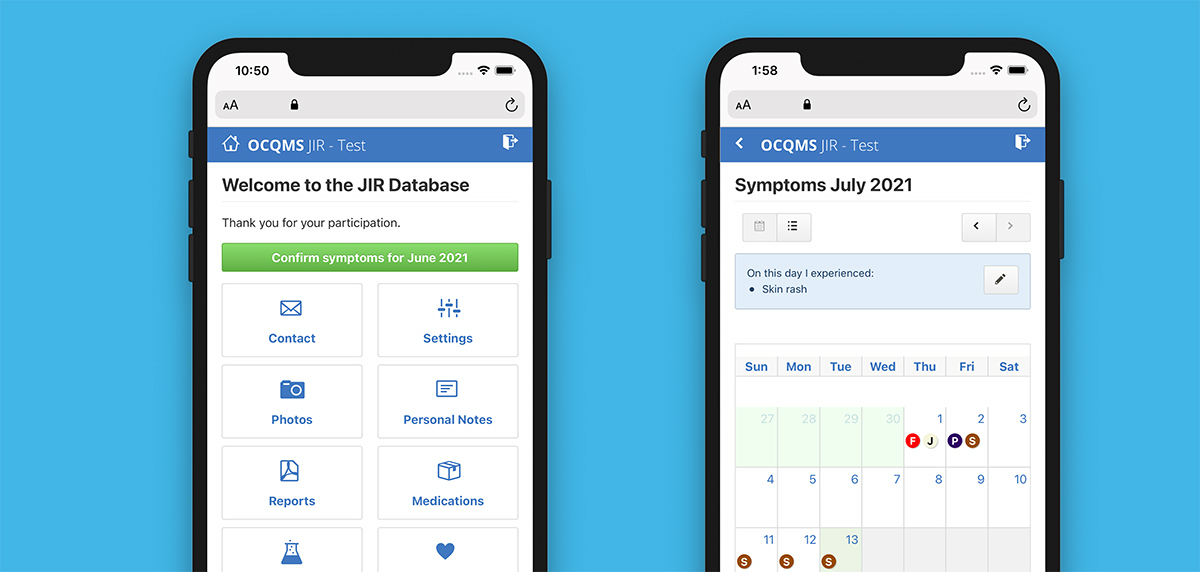 10:50
AA
OCQMS JIR - Test
Welcome to the JIR Database
Thank you for your participation.
Confirm symptoms for June 2021
Contact Settings
Photos Personal Notes
Reports Medications
1:58
AA
OCQMS JIR - Test
Symptoms July 2021
On this day I experienced:
• Skin rash
Sun Mon Tue Wed Thu Fri Sat
27 28 29 30 1 2 3
F J P S
4 5 6 7 8 9 10
11 12 13
S S S